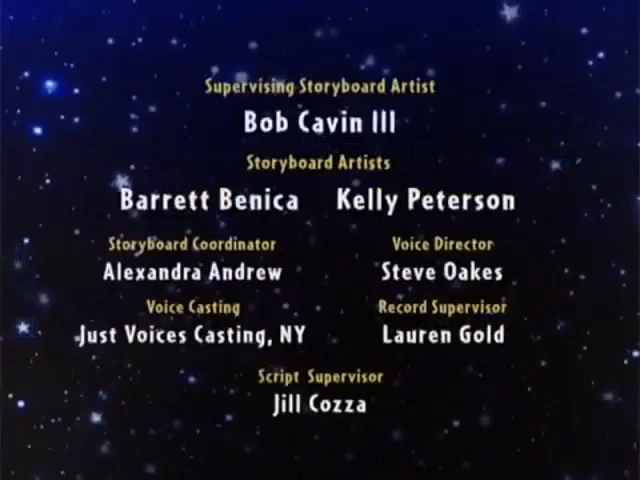 Supervising Storyboard Artist
Bob Cavin III
Storyboard Artists
Barrett Benica Kelly Peterson
Storyboard Coordinator Voice Director
Alexandra Andrew Steve Oakes
Voice Casting Record Supervisor
Just Voices Casting, NY Lauren Gold
Script Supervisor
Jill Cozza